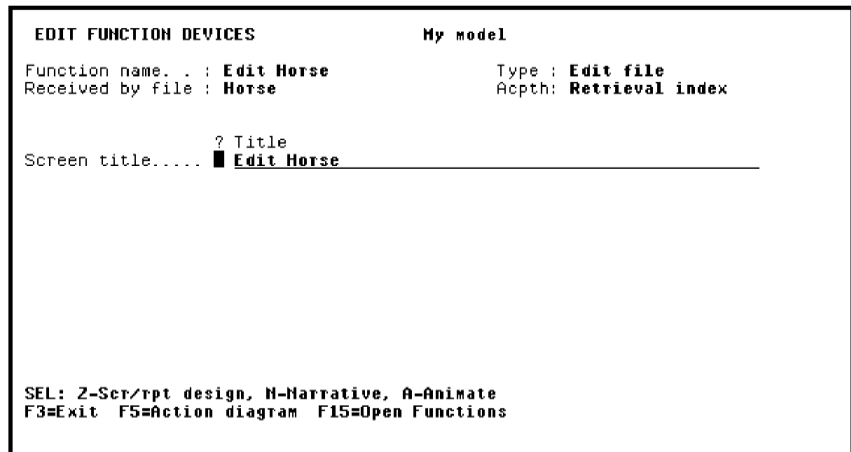 EDIT FUNCTION DEVICES My model
Function name. . : Edit Horse Type : Edit file
Received by file : Horse Acpth: Retrieval index
? Title
Screen title..... Edit Horse
SEL: Z-Scr/rpt design, N-Narrative, A-Animate
F3=Exit F5=Action diagram F15=Open Functions